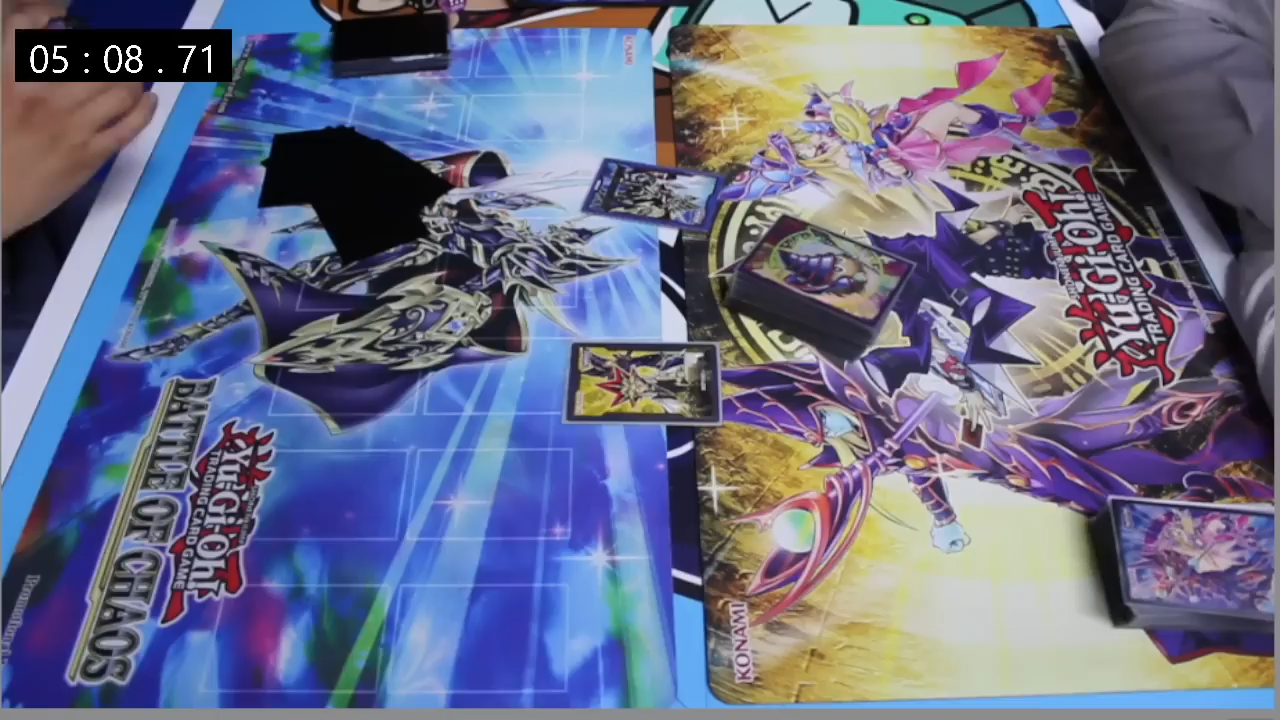 05 : 08 . 71
KONAMI
Yu-Gi-Oh!
TRADING CARD GAME
Yu-Gi-Oh!
TRADING CARD GAME
BATTLE OF CHAOS
KONAMI